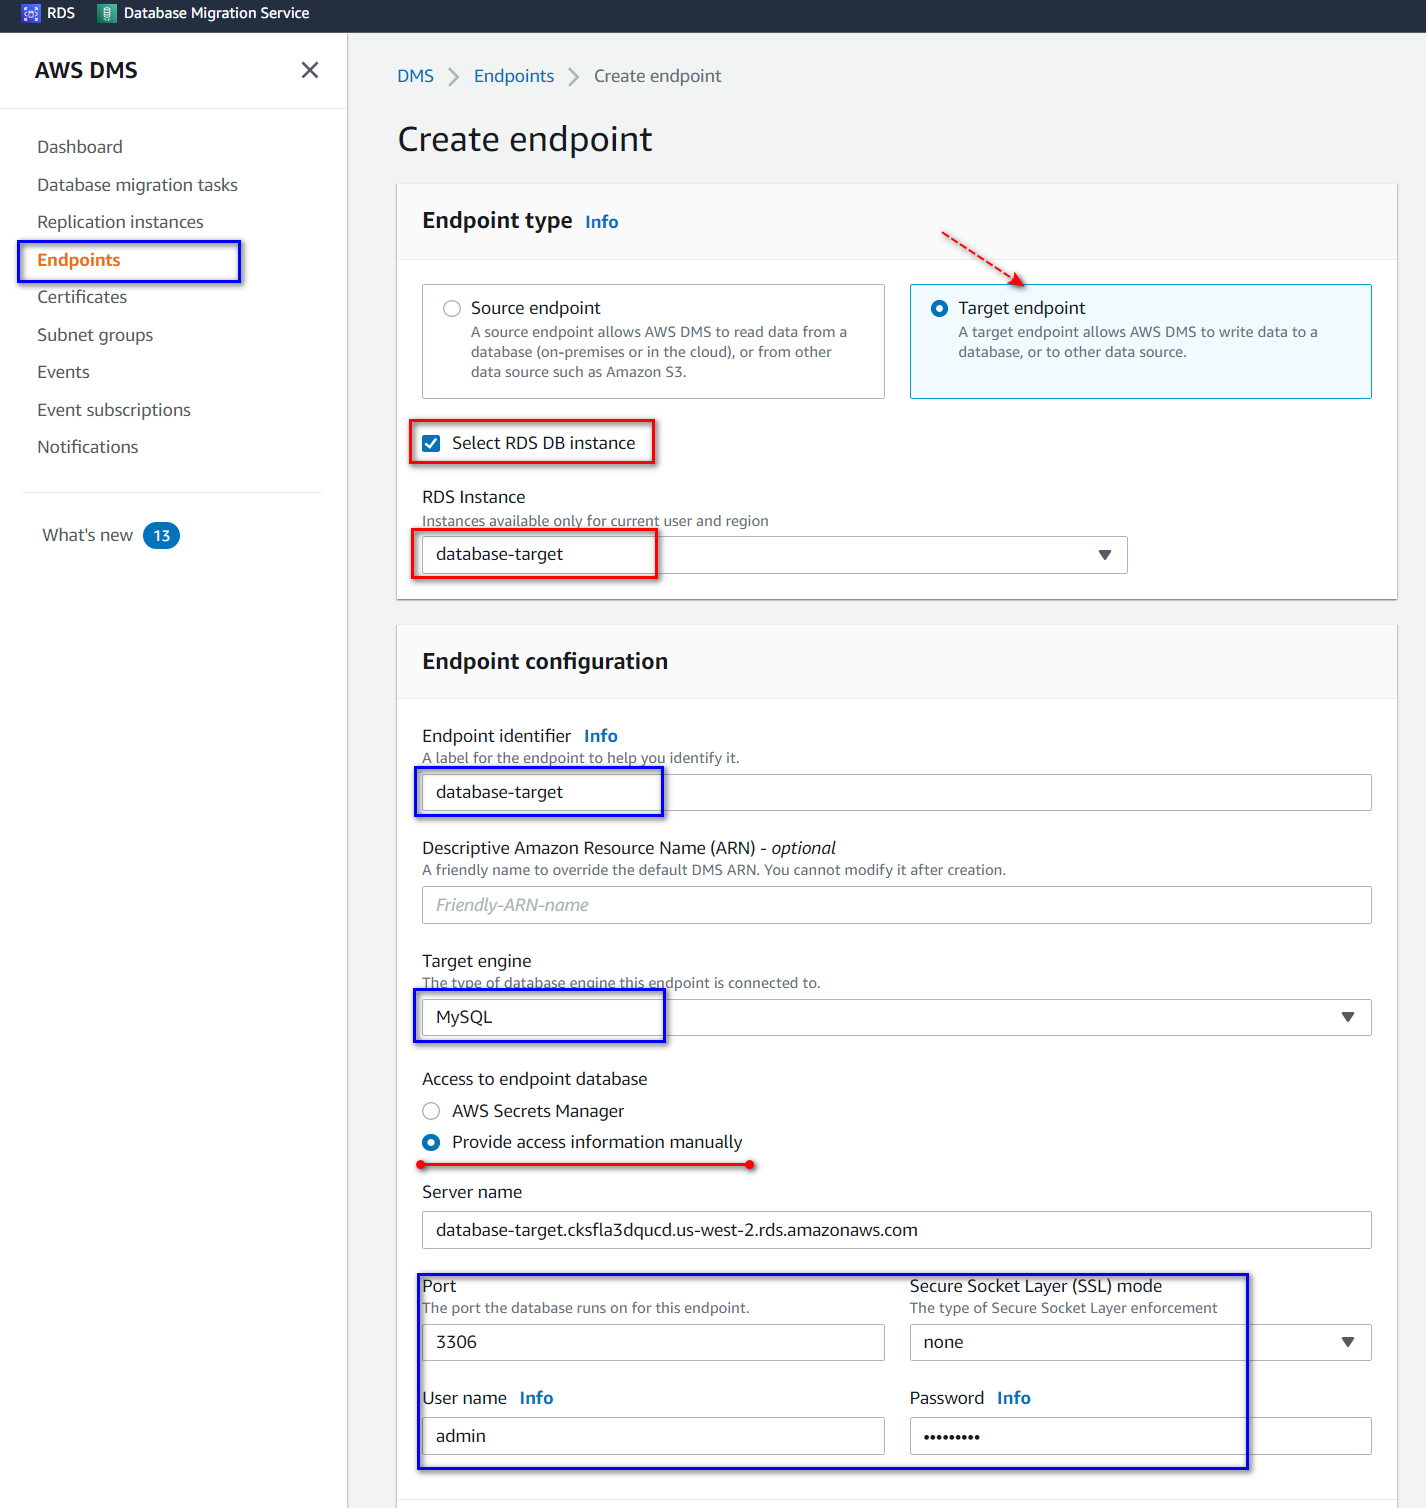 RDS Database Migration Service
AWS DMS
Dashboard
Database migration tasks
Replication instances
Endpoints
Certificates
Subnet groups
Events
Event subscriptions
Notifications
What's new 13
DMS Endpoints Create endpoint
Create endpoint
Endpoint type Info
Source endpoint
A source endpoint allows AWS DMS to read data from a
database (on-premises or in the cloud), or from other
data source such as Amazon S3.
Target endpoint
A target endpoint allows AWS DMS to write data to a
database, or to other data source.
Select RDS DB instance
RDS Instance
Instances available only for current user and region
database-target
Endpoint configuration
Endpoint identifier Info
A label for the endpoint to help you identify it.
database-target
Descriptive Amazon Resource Name (ARN) - optional
A friendly name to override the default DMS ARN. You cannot modify it after creation.
Friendly-ARN-name
Target engine
The type of database engine this endpoint is connected to.
MySQL
Access to endpoint database
AWS Secrets Manager
Provide access information manually
Server name
database-target.cksfla3dqucd.us-west-2.rds.amazonaws.com
Port
The port the database runs on for this endpoint.
3306
Secure Socket Layer (SSL) mode
The type of Secure Socket Layer enforcement
none
User name Info
admin
Password Info
•••••••••